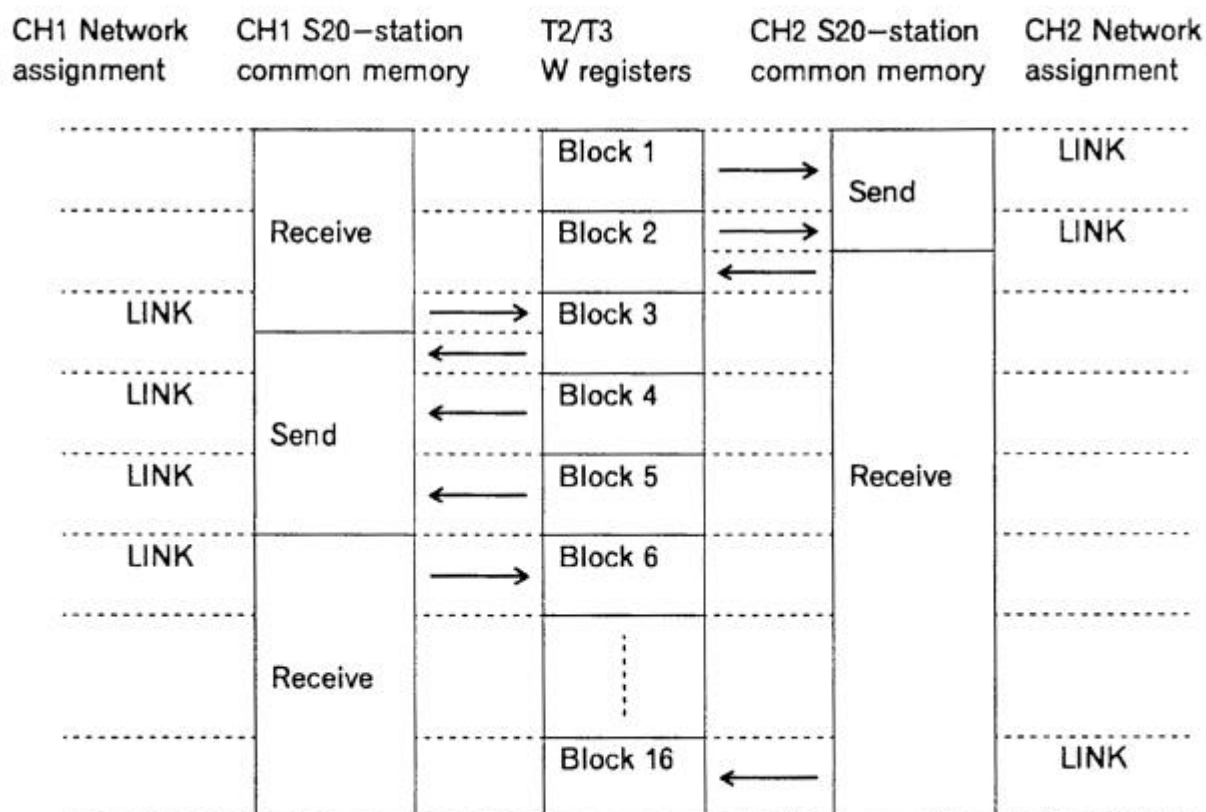 CH1 Network assignment
CH1 S20-station common memory
T2/T3 W registers
CH2 S20-station common memory
CH2 Network assignment
Block 1
LINK
Send
Receive
Block 2
LINK
LINK
Block 3
LINK
Block 4
Send
LINK
Block 5
Receive
LINK
Block 6
Receive
Block 16
LINK